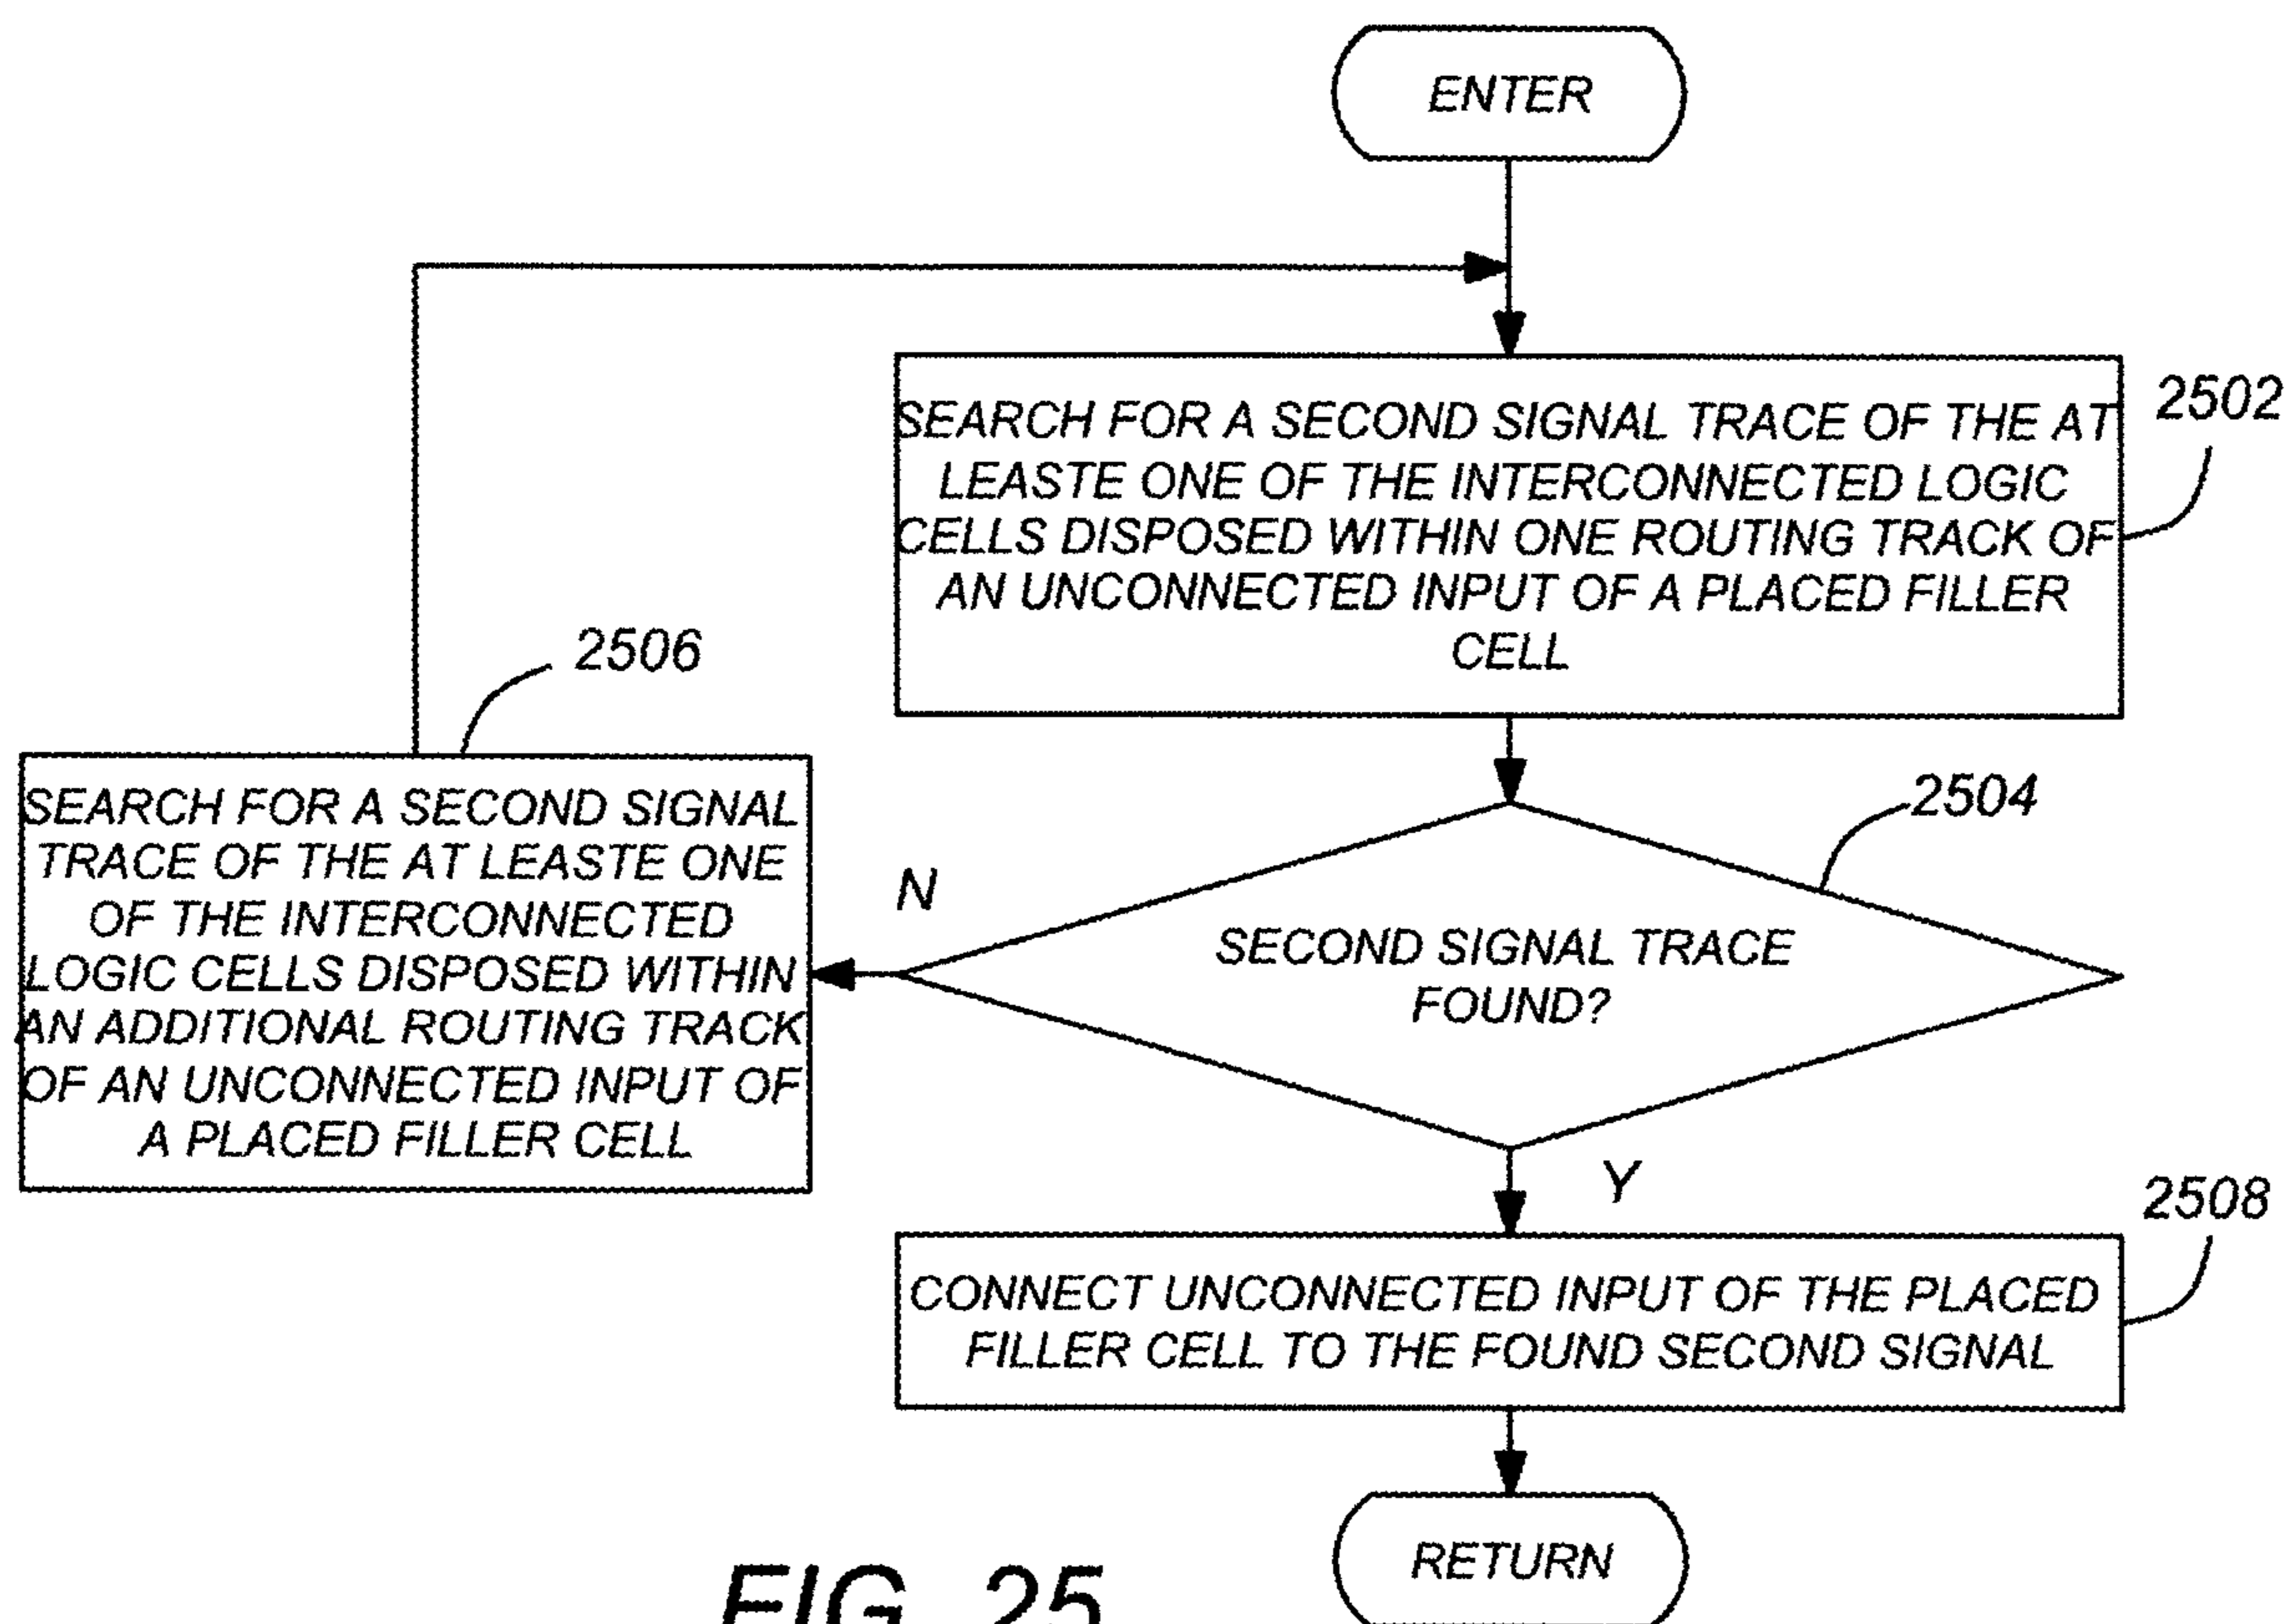 ENTER
SEARCH FOR A SECOND SIGNAL TRACE OF THE AT
LEASTE ONE OF THE INTERCONNECTED LOGIC
CELLS DISPOSED WITHIN ONE ROUTING TRACK OF
AN UNCONNECTED INPUT OF A PLACED FILLER
CELL
2502
2506
SEARCH FOR A SECOND SIGNAL
TRACE OF THE AT LEASTE ONE
OF THE INTERCONNECTED
LOGIC CELLS DISPOSED WITHIN
AN ADDITIONAL ROUTING TRACK
OF AN UNCONNECTED INPUT OF
A PLACED FILLER CELL
2504
N
SECOND SIGNAL TRACE
FOUND?
Y
2508
CONNECT UNCONNECTED INPUT OF THE PLACED
FILLER CELL TO THE FOUND SECOND SIGNAL
RETURN
FIG. 25